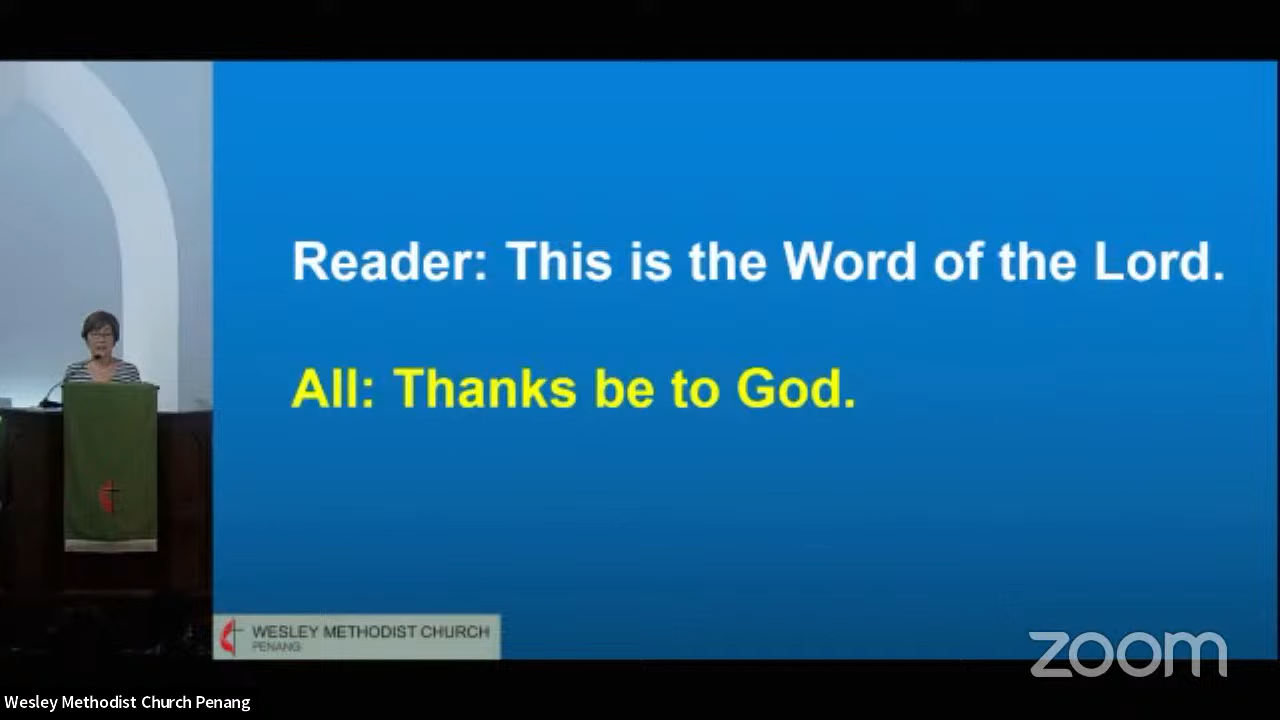 Reader: This is the Word of the Lord.
All: Thanks be to God.
WESLEY METHODIST CHURCH
PENANG
zoom
Wesley Methodist Church Penang